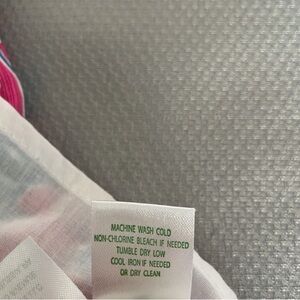 MACHINE WASH COLD
NON-CHLORINE BLEACH IF NEEDED
TUMBLE DRY LOW
COOL IRON IF NEEDED
OR DRY CLEAN